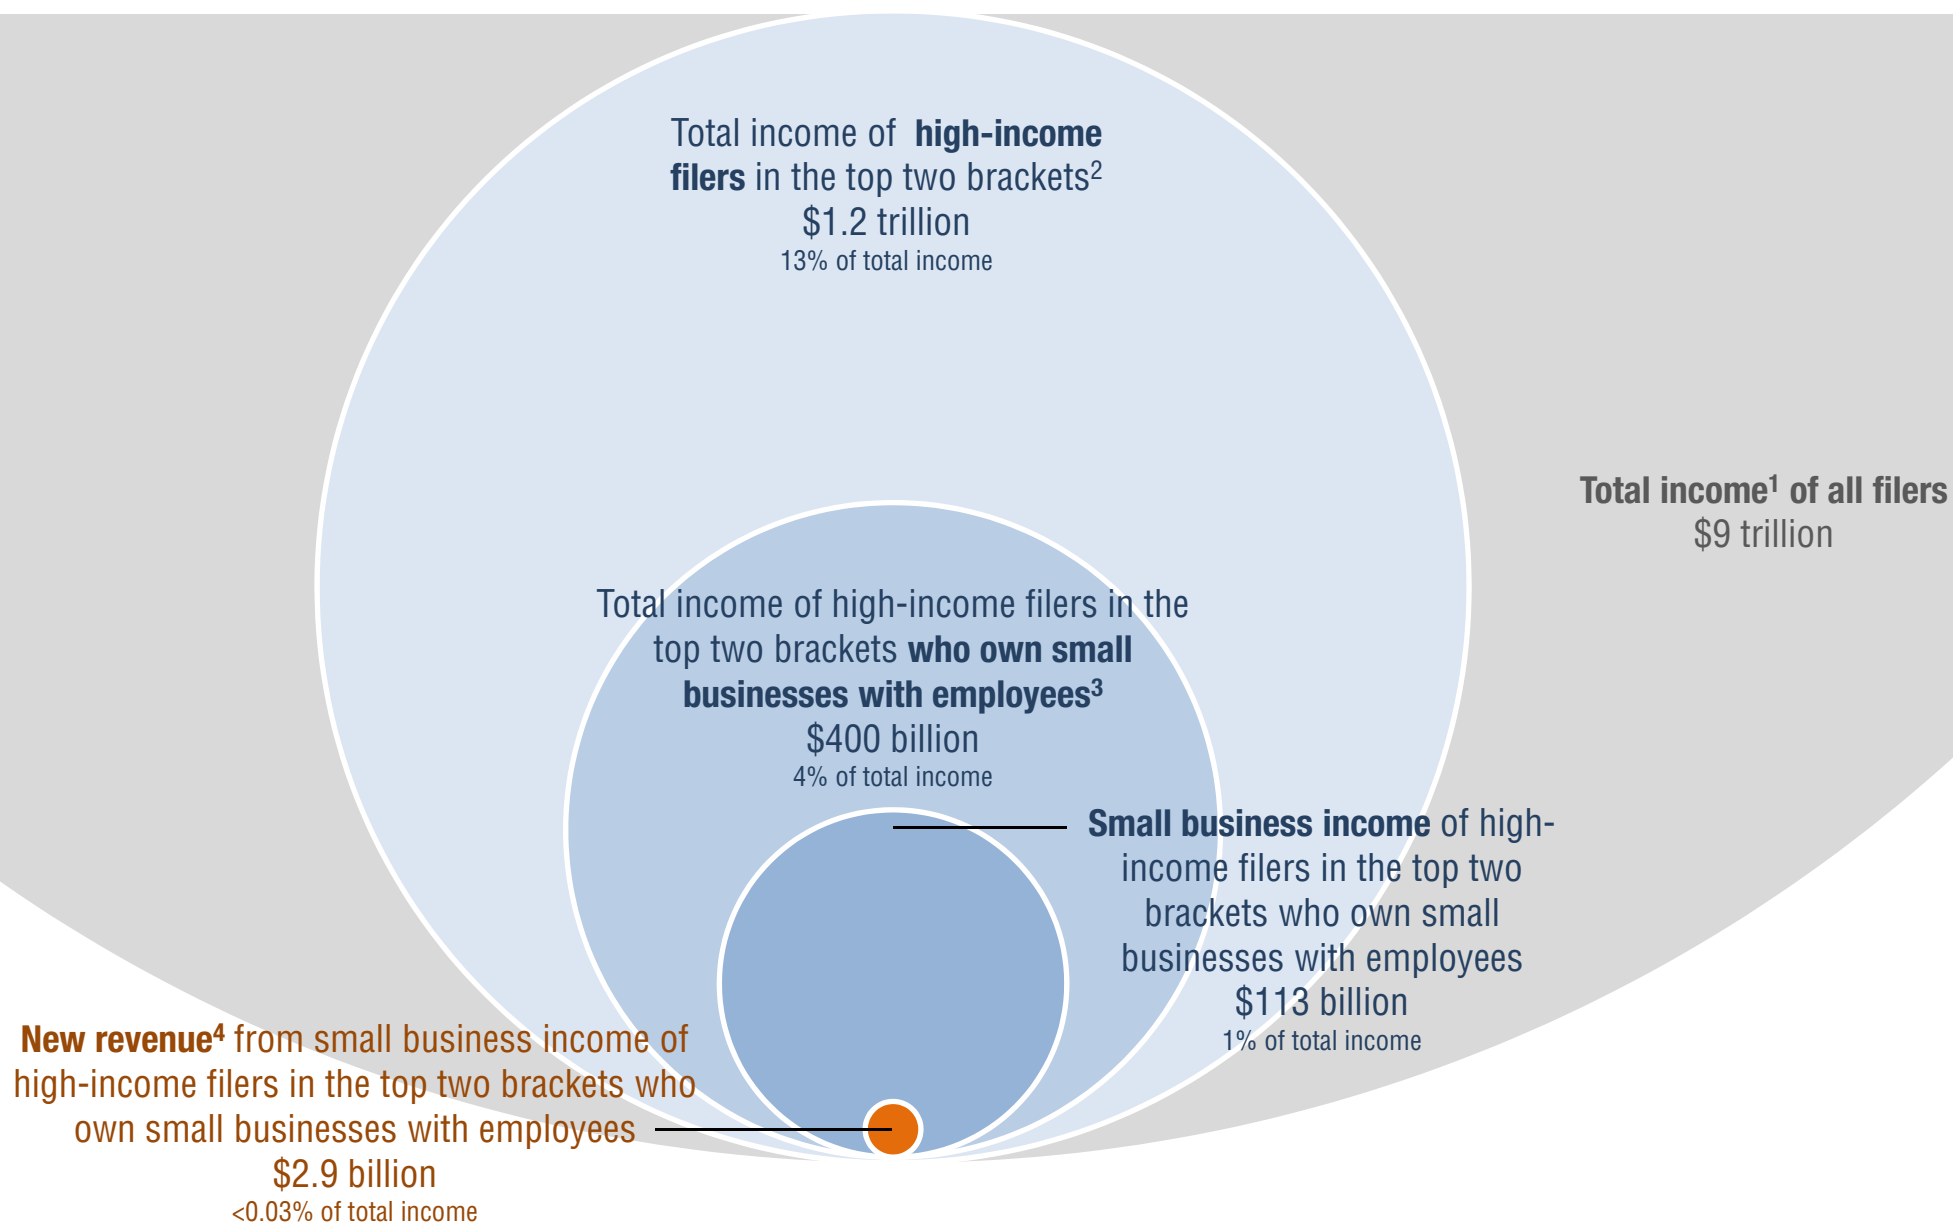 Total income of high-income
filers in the top two brackets²
$1.2 trillion
13% of total income
Total income¹ of all filers
$9 trillion
Total income of high-income filers in the
top two brackets who own small
businesses with employees³
$400 billion
4% of total income
Small business income of high-
income filers in the top two
brackets who own small
businesses with employees
$113 billion
1% of total income
New revenue⁴ from small business income of
high-income filers in the top two brackets who
own small businesses with employees
$2.9 billion
<0.03% of total income